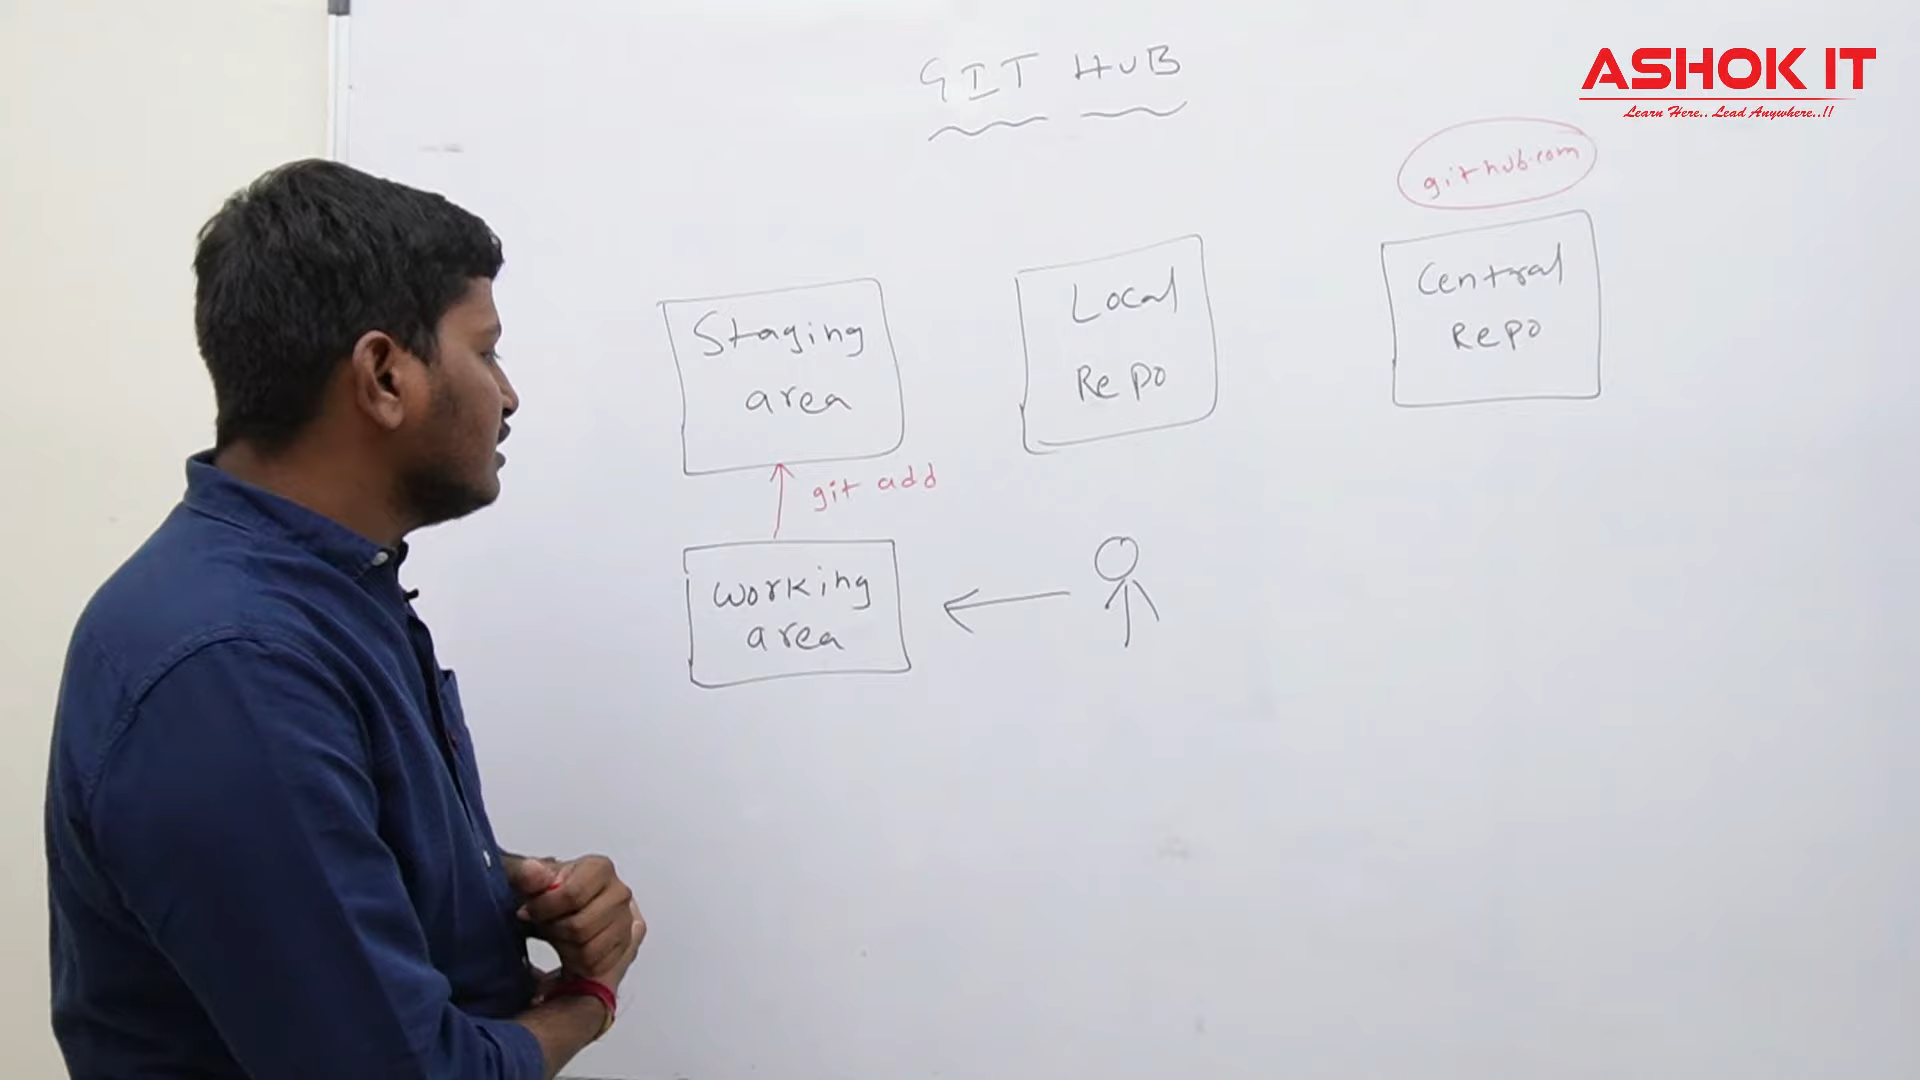 GIT HUB
ASHOK IT
Learn Here.. Lead Anywhere..!!
github.com
Staging
area
Local
Repo
Central
Repo
git add
working
area